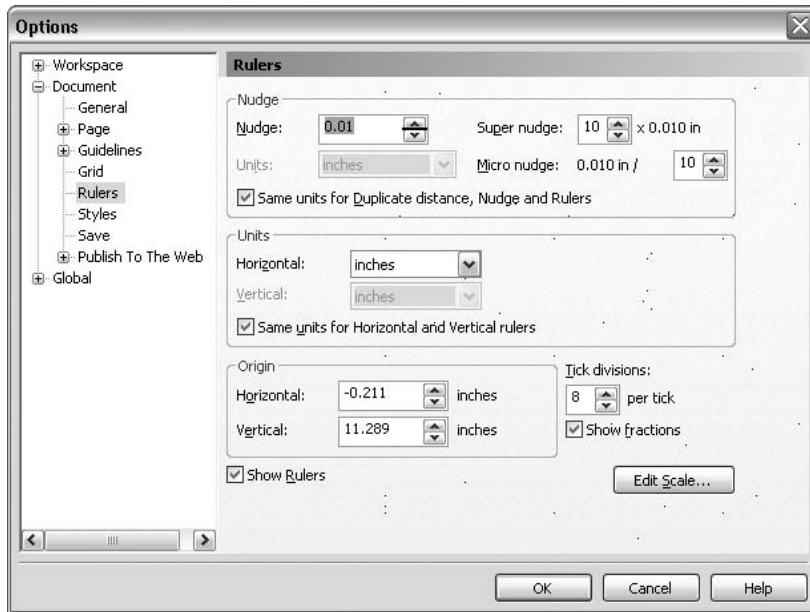 Options
Workspace
Document
General
Page
Guidelines
Grid
Rulers
Styles
Save
Publish To The Web
Global
Rulers
Nudge
Nudge: 0.01 Super nudge: 10 x 0.010 in
Units: inches Micro nudge: 0.010 in / 10
Same units for Duplicate distance, Nudge and Rulers
Units
Horizontal: inches
Vertical: inches
Same units for Horizontal and Vertical rulers
Origin
Horizontal: -0.211 inches
Vertical: 11.289 inches
Tick divisions:
8 per tick
Show fractions
Show Rulers
Edit Scale...
OK Cancel Help